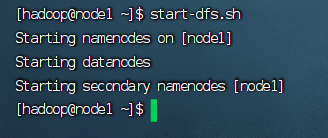 [hadoop@node1 ~]$ start-dfs.sh
Starting namenodes on [node1]
Starting datanodes
Starting secondary namenodes [node1]
[hadoop@node1 ~]$